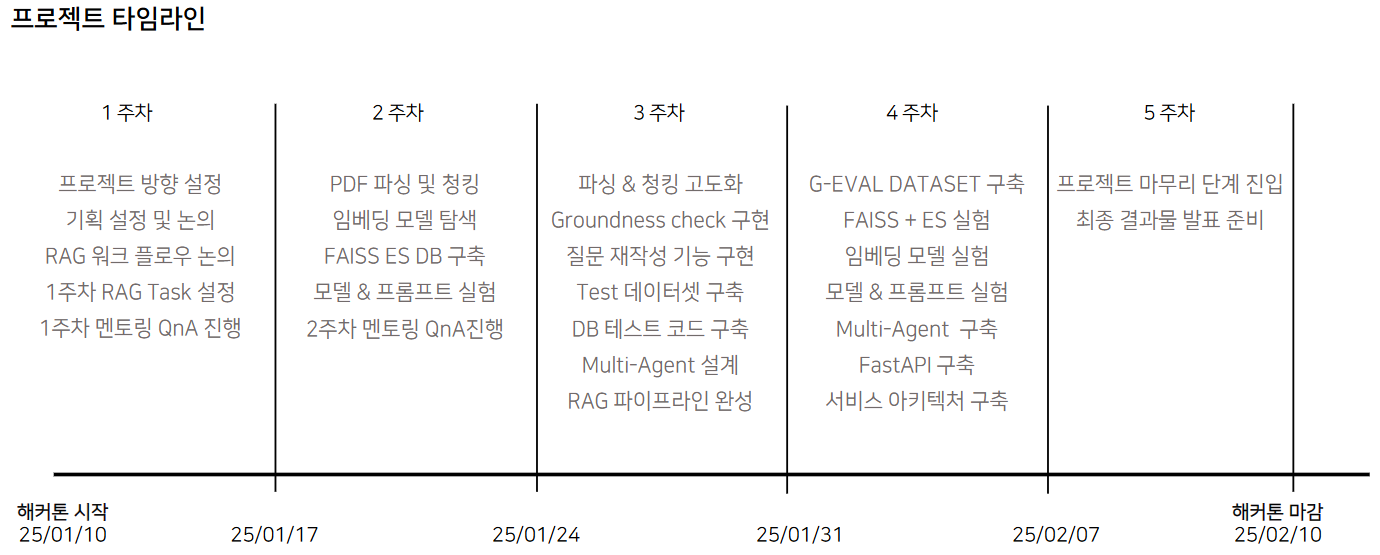 프로젝트 타임라인
1 주차
프로젝트 방향 설정
기획 설정 및 논의
RAG 워크 플로우 논의
1주차 RAG Task 설정
1주차 멘토링 QnA 진행
2 주차
PDF 파싱 및 청킹
임베딩 모델 탐색
FAISS ES DB 구축
모델 & 프롬프트 실험
2주차 멘토링 QnA진행
3 주차
파싱 & 청킹 고도화
Groundness check 구현
질문 재작성 기능 구현
Test 데이터셋 구축
DB 테스트 코드 구축
Multi-Agent 설계
RAG 파이프라인 완성
4 주차
G-EVAL DATASET 구축
FAISS + ES 실험
임베딩 모델 실험
모델 & 프롬프트 실험
Multi-Agent 구축
FastAPI 구축
서비스 아키텍처 구축
5 주차
프로젝트 마무리 단계 진입
최종 결과물 발표 준비
해커톤 시작
25/01/10
25/01/17
25/01/24
25/01/31
25/02/07
해커톤 마감
25/02/10